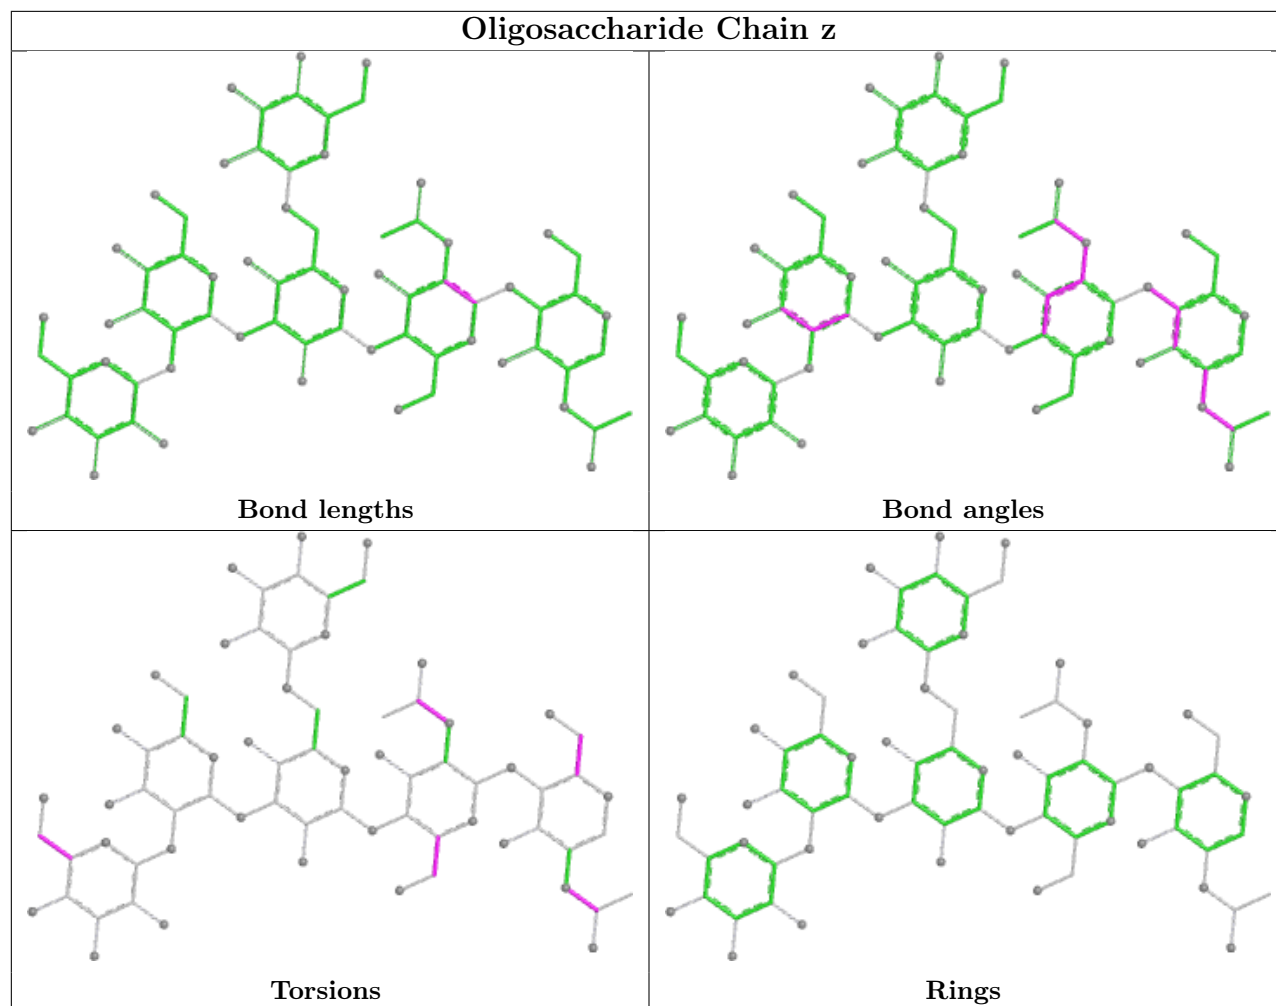 Oligosaccharide Chain z
Bond lengths
Bond angles
Torsions
Rings